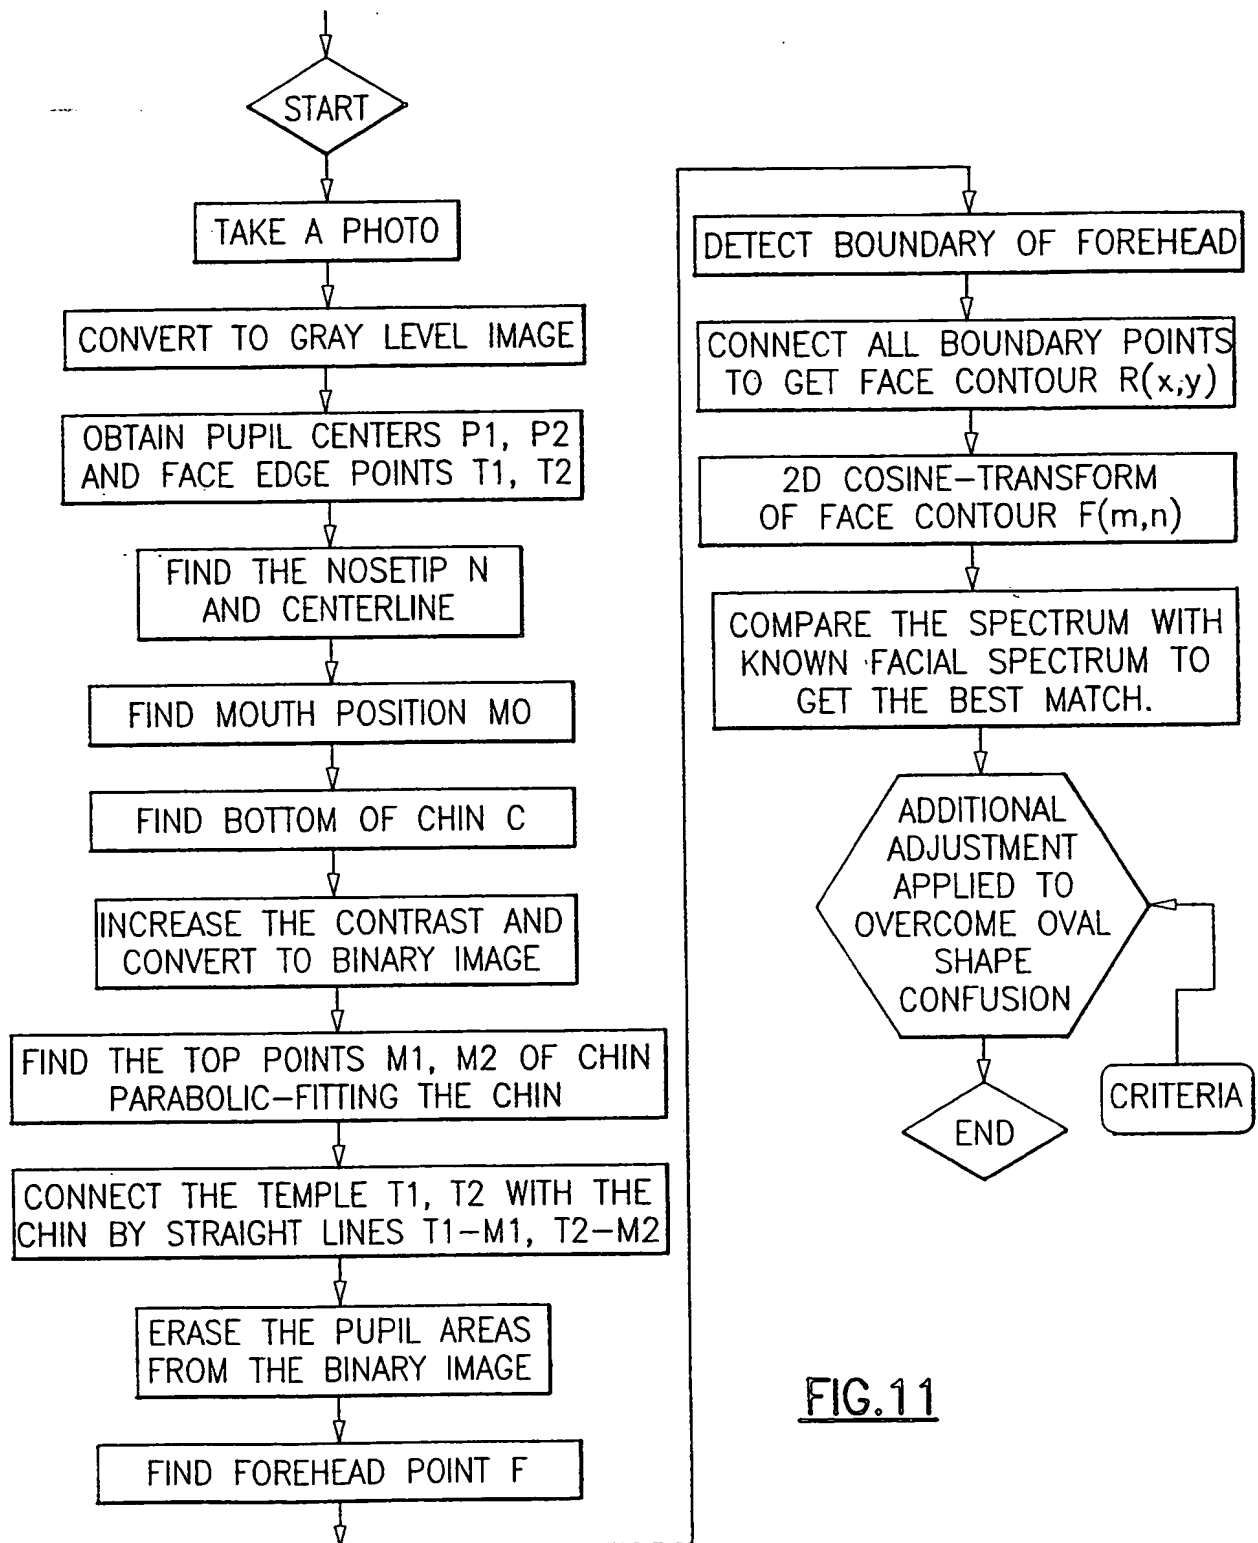 START
TAKE A PHOTO
CONVERT TO GRAY LEVEL IMAGE
OBTAIN PUPIL CENTERS P1, P2
AND FACE EDGE POINTS T1, T2
FIND THE NOSETIP N
AND CENTERLINE
FIND MOUTH POSITION MO
FIND BOTTOM OF CHIN C
INCREASE THE CONTRAST AND
CONVERT TO BINARY IMAGE
FIND THE TOP POINTS M1, M2 OF CHIN
PARABOLIC-FITTING THE CHIN
CONNECT THE TEMPLE T1, T2 WITH THE
CHIN BY STRAIGHT LINES T1-M1, T2-M2
ERASE THE PUPIL AREAS
FROM THE BINARY IMAGE
FIND FOREHEAD POINT F
DETECT BOUNDARY OF FOREHEAD
CONNECT ALL BOUNDARY POINTS
TO GET FACE CONTOUR R(x,y)
2D COSINE-TRANSFORM
OF FACE CONTOUR F(m,n)
COMPARE THE SPECTRUM WITH
KNOWN FACIAL SPECTRUM TO
GET THE BEST MATCH.
ADDITIONAL
ADJUSTMENT
APPLIED TO
OVERCOME OVAL
SHAPE
CONFUSION
CRITERIA
END
FIG.11